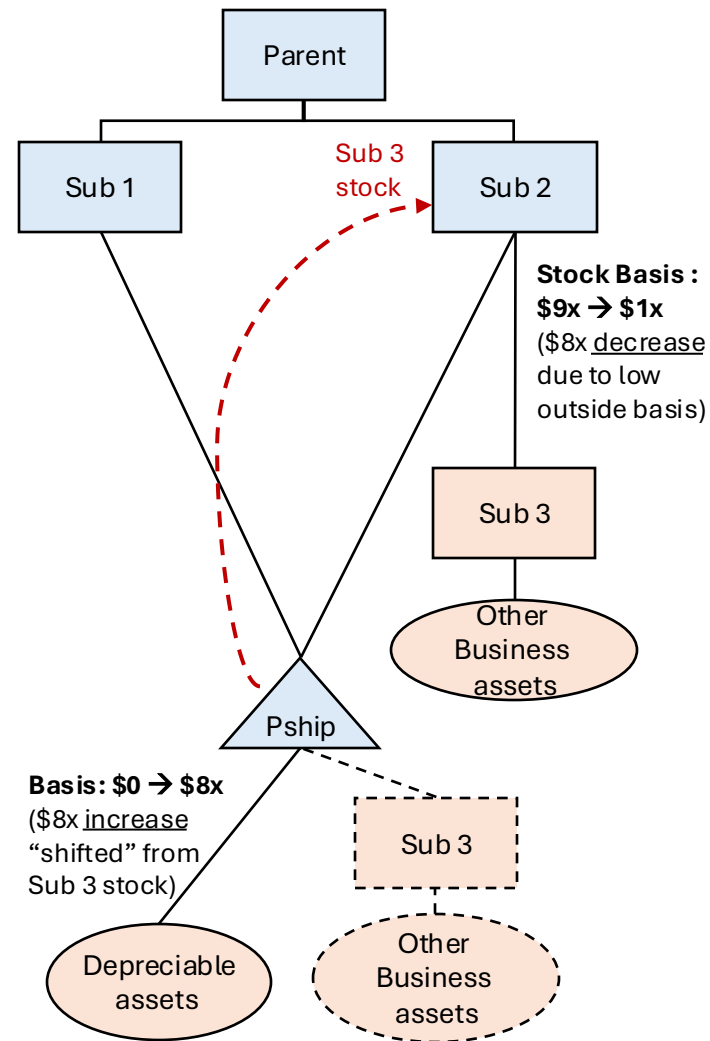 Parent
Sub 1
Sub 3
stock
Sub 2
Stock Basis :
$9x → $1x
($8x decrease
due to low
outside basis)
Sub 3
Other
Business
assets
Pship
Basis: $0 → $8x
($8x increase
“shifted” from
Sub 3 stock)
Sub 3
Depreciable
assets
Other
Business
assets